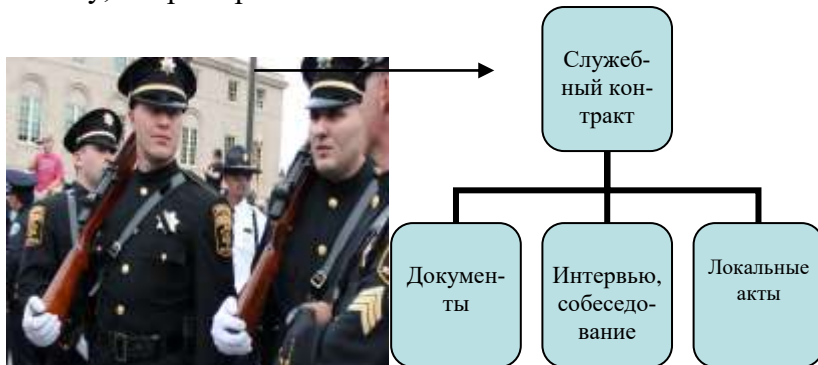 Служеб-
ный кон-
тракт
Докумен-
ты
Интервью,
собеседо-
вание
Локальные
акты